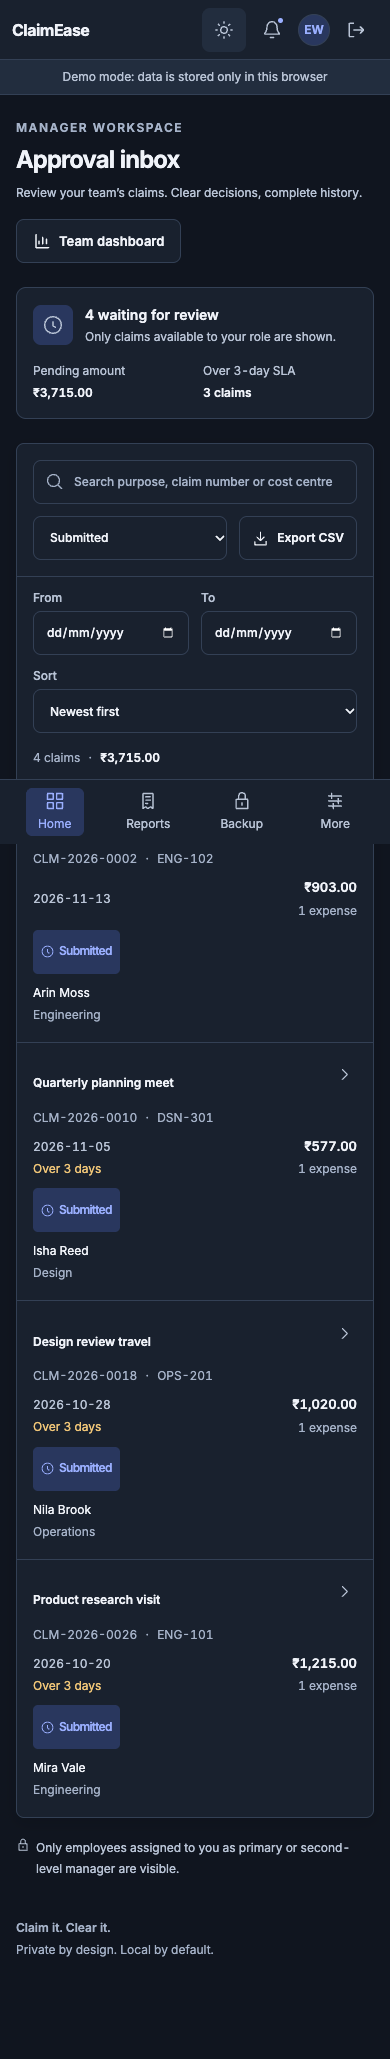 ClaimEase
EW
Demo mode: data is stored only in this browser
MANAGER WORKSPACE
Approval inbox
Review your team's claims. Clear decisions, complete history.
Team dashboard
4 waiting for review
Only claims available to your role are shown.
Pending amount
₹3,715.00
Over 3-day SLA
3 claims
Search purpose, claim number or cost centre
Submitted
Export CSV
From
To
dd/mm/yyyy
dd/mm/yyyy
Sort
Newest first
4 claims · ₹3,715.00
Home
Reports
Backup
More
CLM-2026-0002 · ENG-102
2026-11-13
₹903.00
1 expense
Submitted
Arin Moss
Engineering
Quarterly planning meet
CLM-2026-0010 · DSN-301
2026-11-05
₹577.00
Over 3 days
1 expense
Submitted
Isha Reed
Design
Design review travel
CLM-2026-0018 · OPS-201
2026-10-28
₹1,020.00
Over 3 days
1 expense
Submitted
Nila Brook
Operations
Product research visit
CLM-2026-0026 · ENG-101
2026-10-20
₹1,215.00
Over 3 days
1 expense
Submitted
Mira Vale
Engineering
Only employees assigned to you as primary or second-
level manager are visible.
Claim it. Clear it.
Private by design. Local by default.